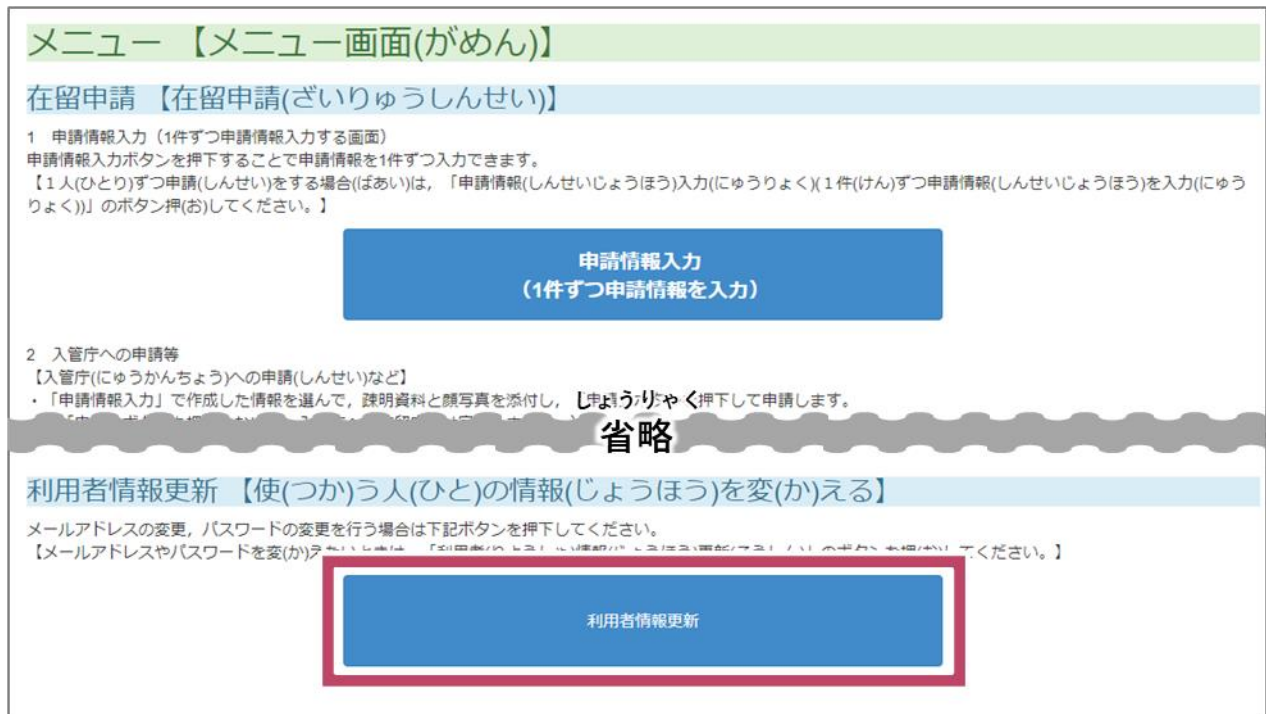 メニュー 【メニュー画面(がめん)】
在留申請 【在留申請(ざいりゅうしんせい)】
1 申請情報入力（1件ずつ申請情報入力する画面）
申請情報入力ボタンを押下することで申請情報を1件ずつ入力できます。
【１人(ひとり)ずつ申請(しんせい)をする場合(ばあい)は，「申請情報(しんせいじょうほう)入力(にゅうりょく)(１件(けん)ずつ申請情報(しんせいじょうほう)を入力(にゅう
りょく))」のボタン押(お)してください。】
申請情報入力
（1件ずつ申請情報を入力）
2 入管庁への申請等
【入管庁(にゅうかんちょう)への申請(しんせい)など】
・「申請情報入力」で作成した情報を選んで，疎明資料と顔写真を添付し， 押下して申請します。
しょうりゃく
省略
利用者情報更新 【使(つか)う人(ひと)の情報(じょうほう)を変(か)える】
メールアドレスの変更，パスワードの変更を行う場合は下記ボタンを押下してください。
【メールアドレスやパスワードを変(か) してください。】
利用者情報更新